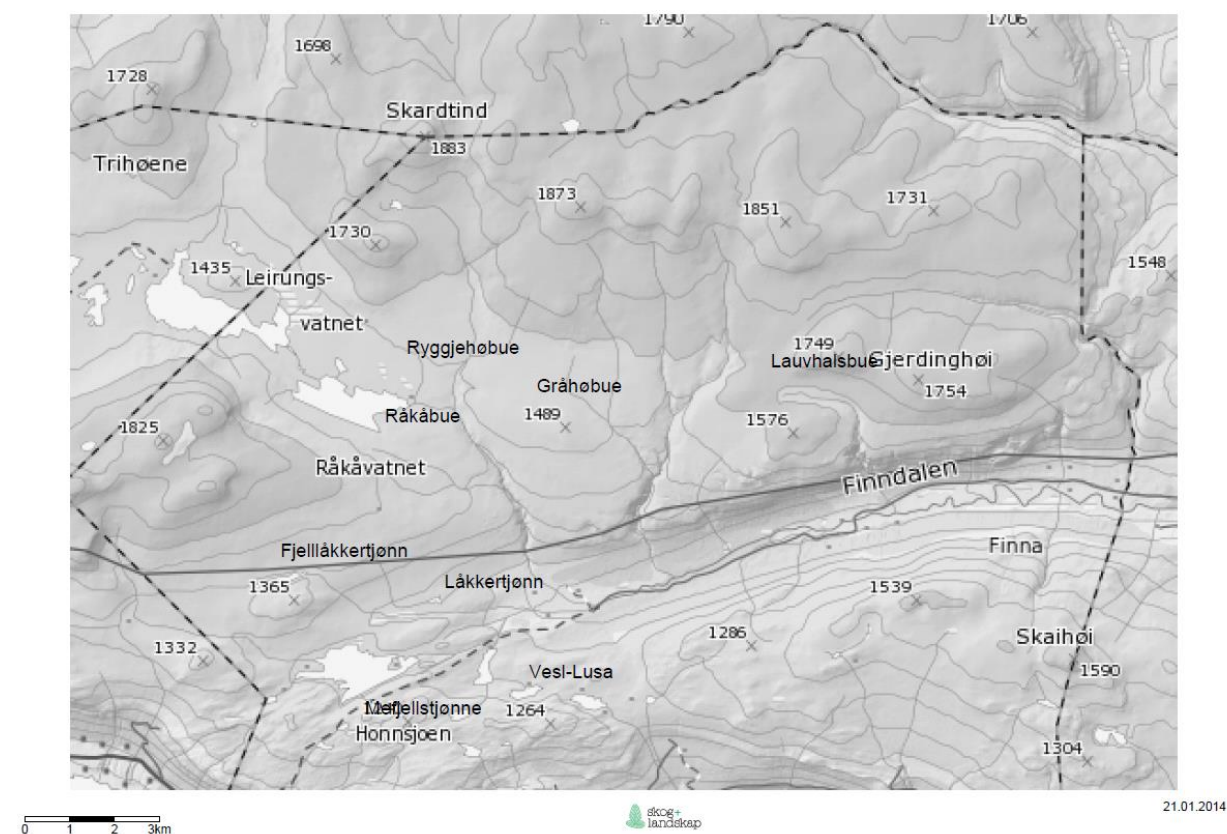 1790
1706
1698
1728
Skardtind
1883
Trihøene
1873
1851
1731
1730
1548
1435
Leirungs-
vatnet
Ryggjehøbue
1749
Lauvhalsbue
Gjerdinghøi
Gråhøbue
1754
1489
Råkåbue
1576
1825
Råkåvatnet
Finndalen
Fjelllåkkertjønn
Finna
Låkkertjønn
1365
1539
1286
Skaihøi
1332
Vesl-Lusa
1590
Mefjellstjønne
1264
Honnsjoen
1304
0 1 2 3km
skog+
landskap
21.01.2014